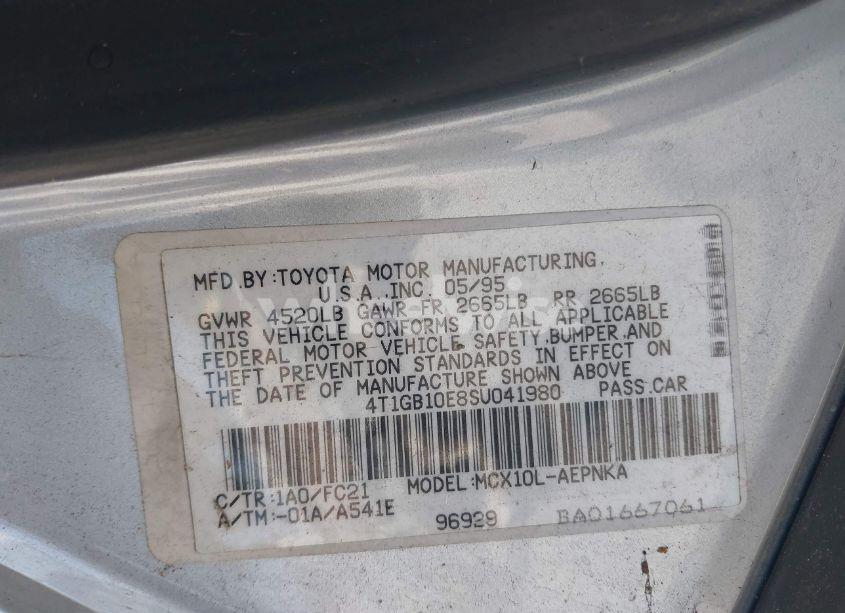 MFD.BY:TOYOTA MOTOR MANUFACTURING,
U.S.A.,INC. 05/95
GVWR 4520LB GAWR FR 2665LB RR 2665LB
THIS VEHICLE CONFORMS TO ALL APPLICABLE
FEDERAL MOTOR VEHICLE SAFETY,BUMPER,AND
THEFT PREVENTION STANDARDS IN EFFECT ON
THE DATE OF MANUFACTURE SHOWN ABOVE
4T1GB10E8SU041980 PASS.CAR
C/TR:1A0/FC21 MODEL:MCX10L-AEPNKA
A/TM:-01A/A541E 96929 BA01667061